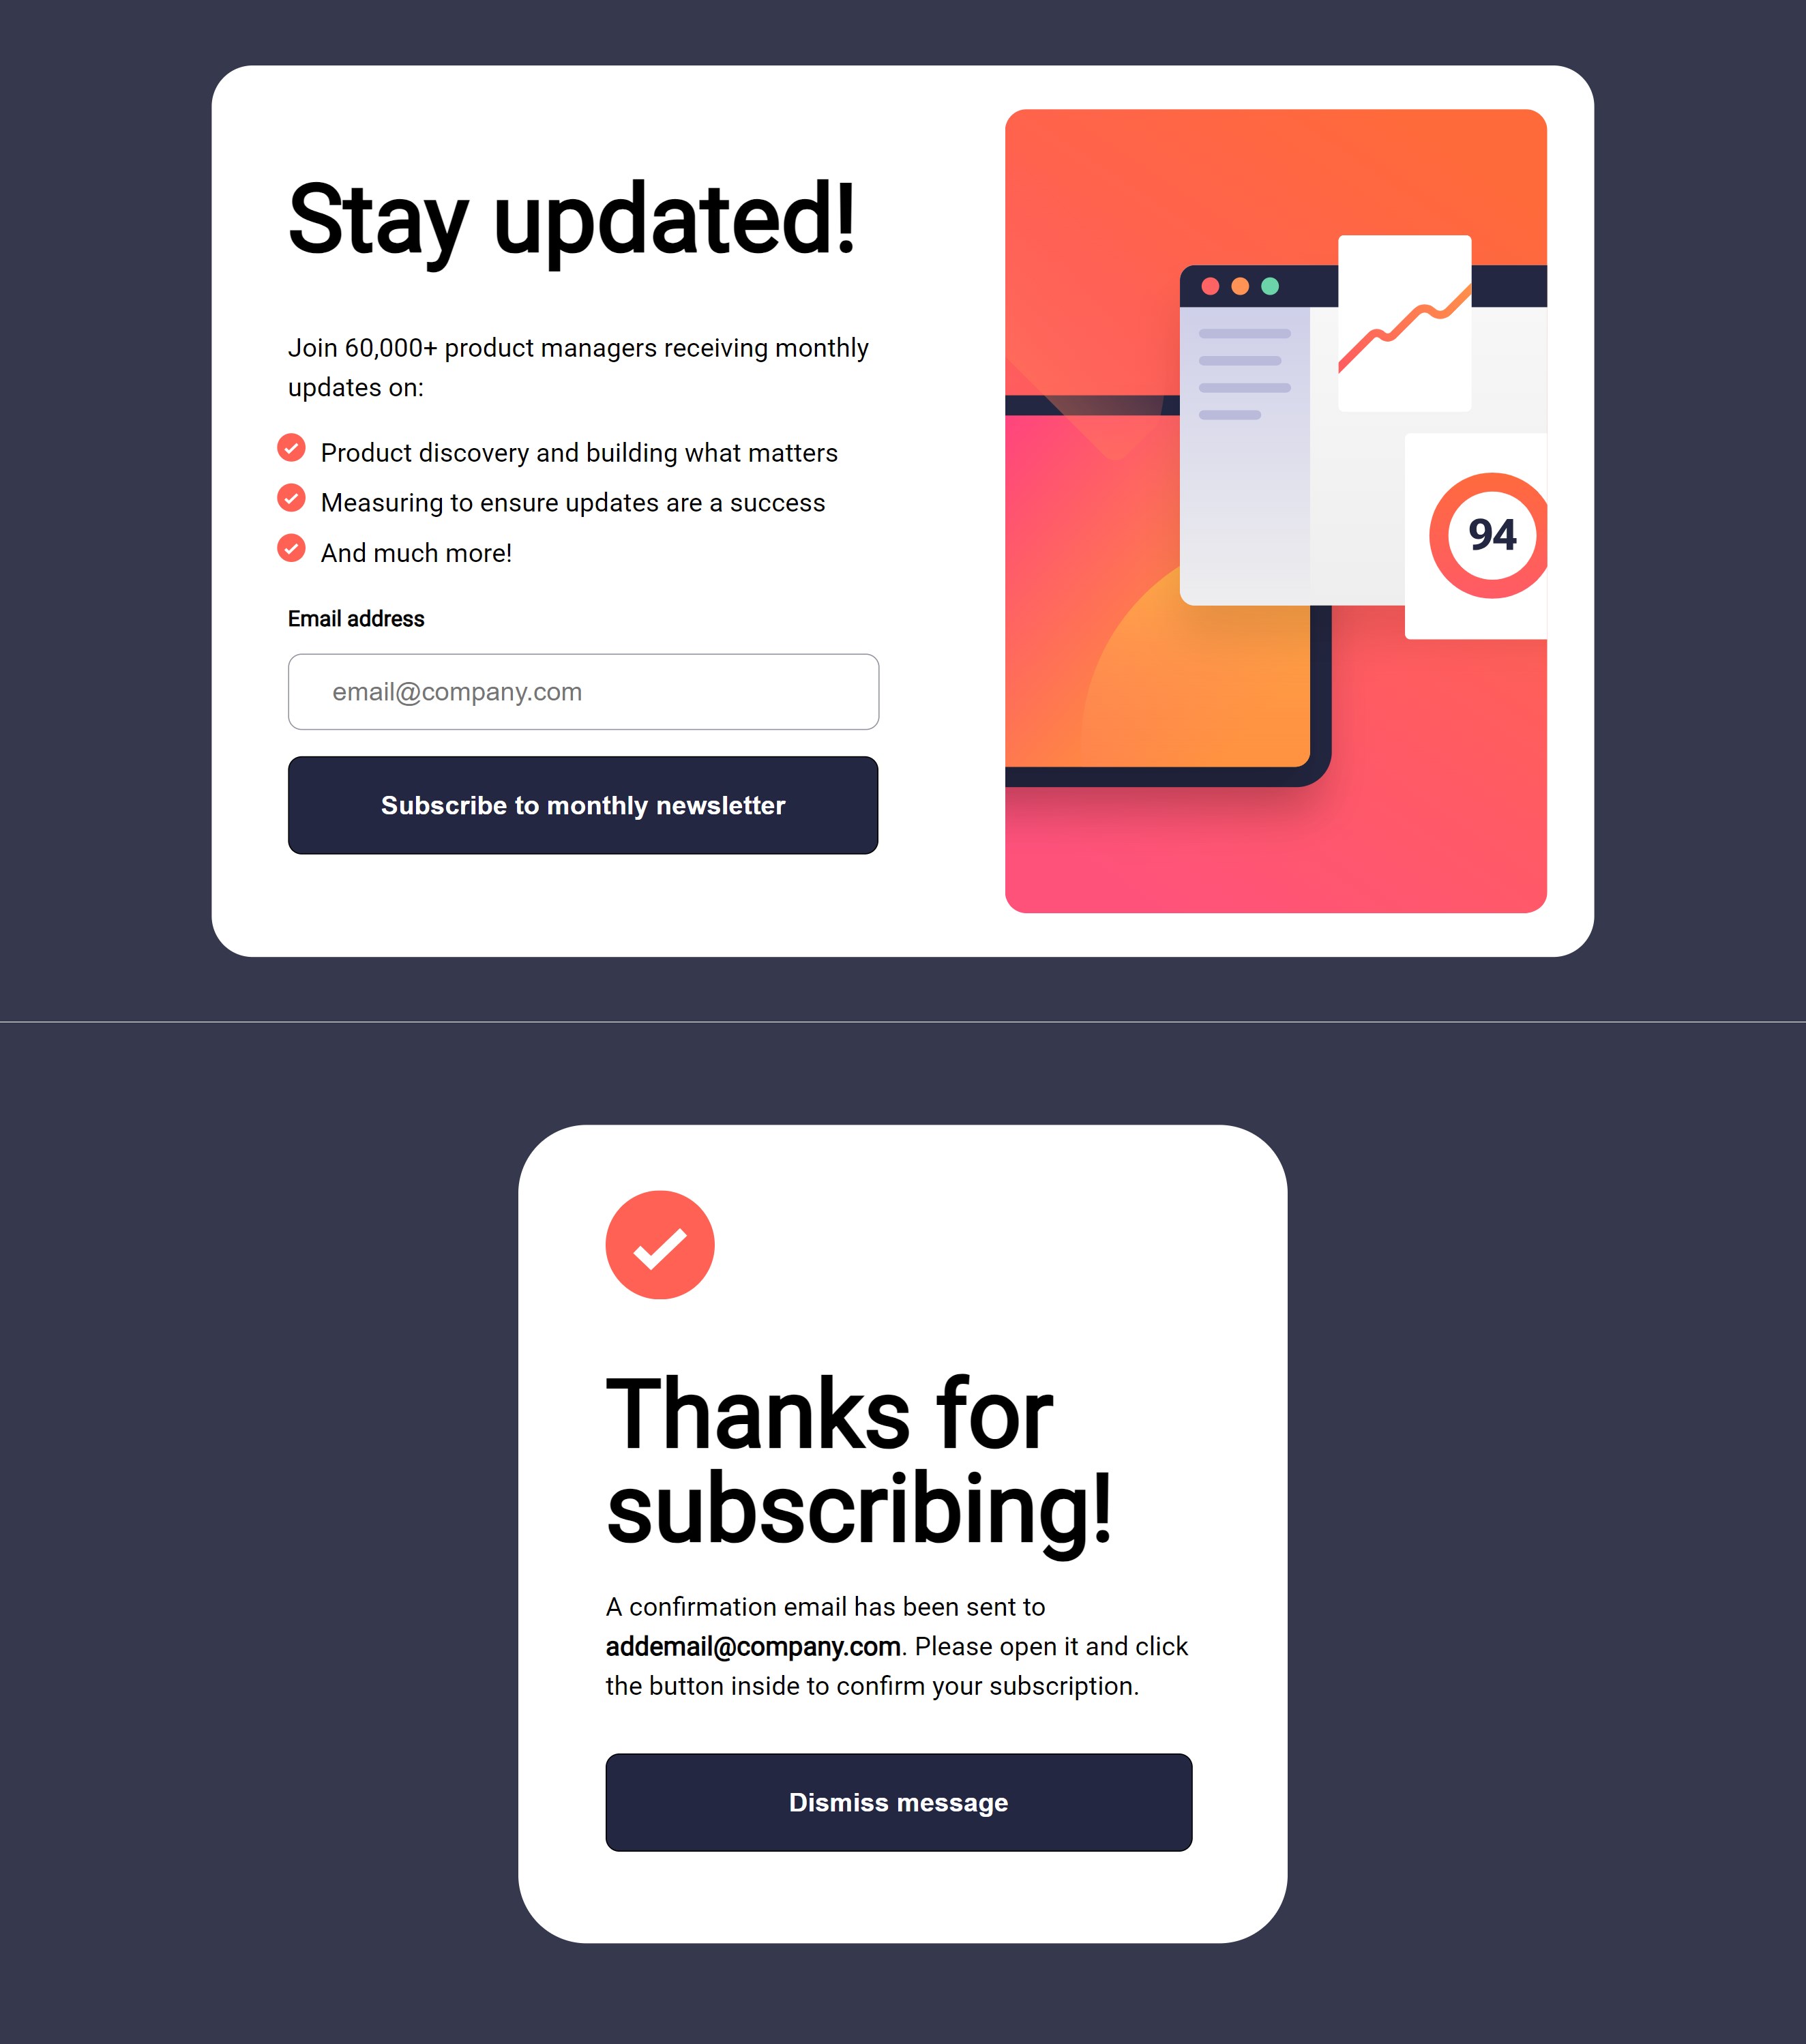 Stay updated!
Join 60,000+ product managers receiving monthly
updates on:
Product discovery and building what matters
Measuring to ensure updates are a success
And much more!
Email address
email@company.com
Subscribe to monthly newsletter
94
Thanks for
subscribing!
A confirmation email has been sent to
addemail@company.com. Please open it and click
the button inside to confirm your subscription.
Dismiss message